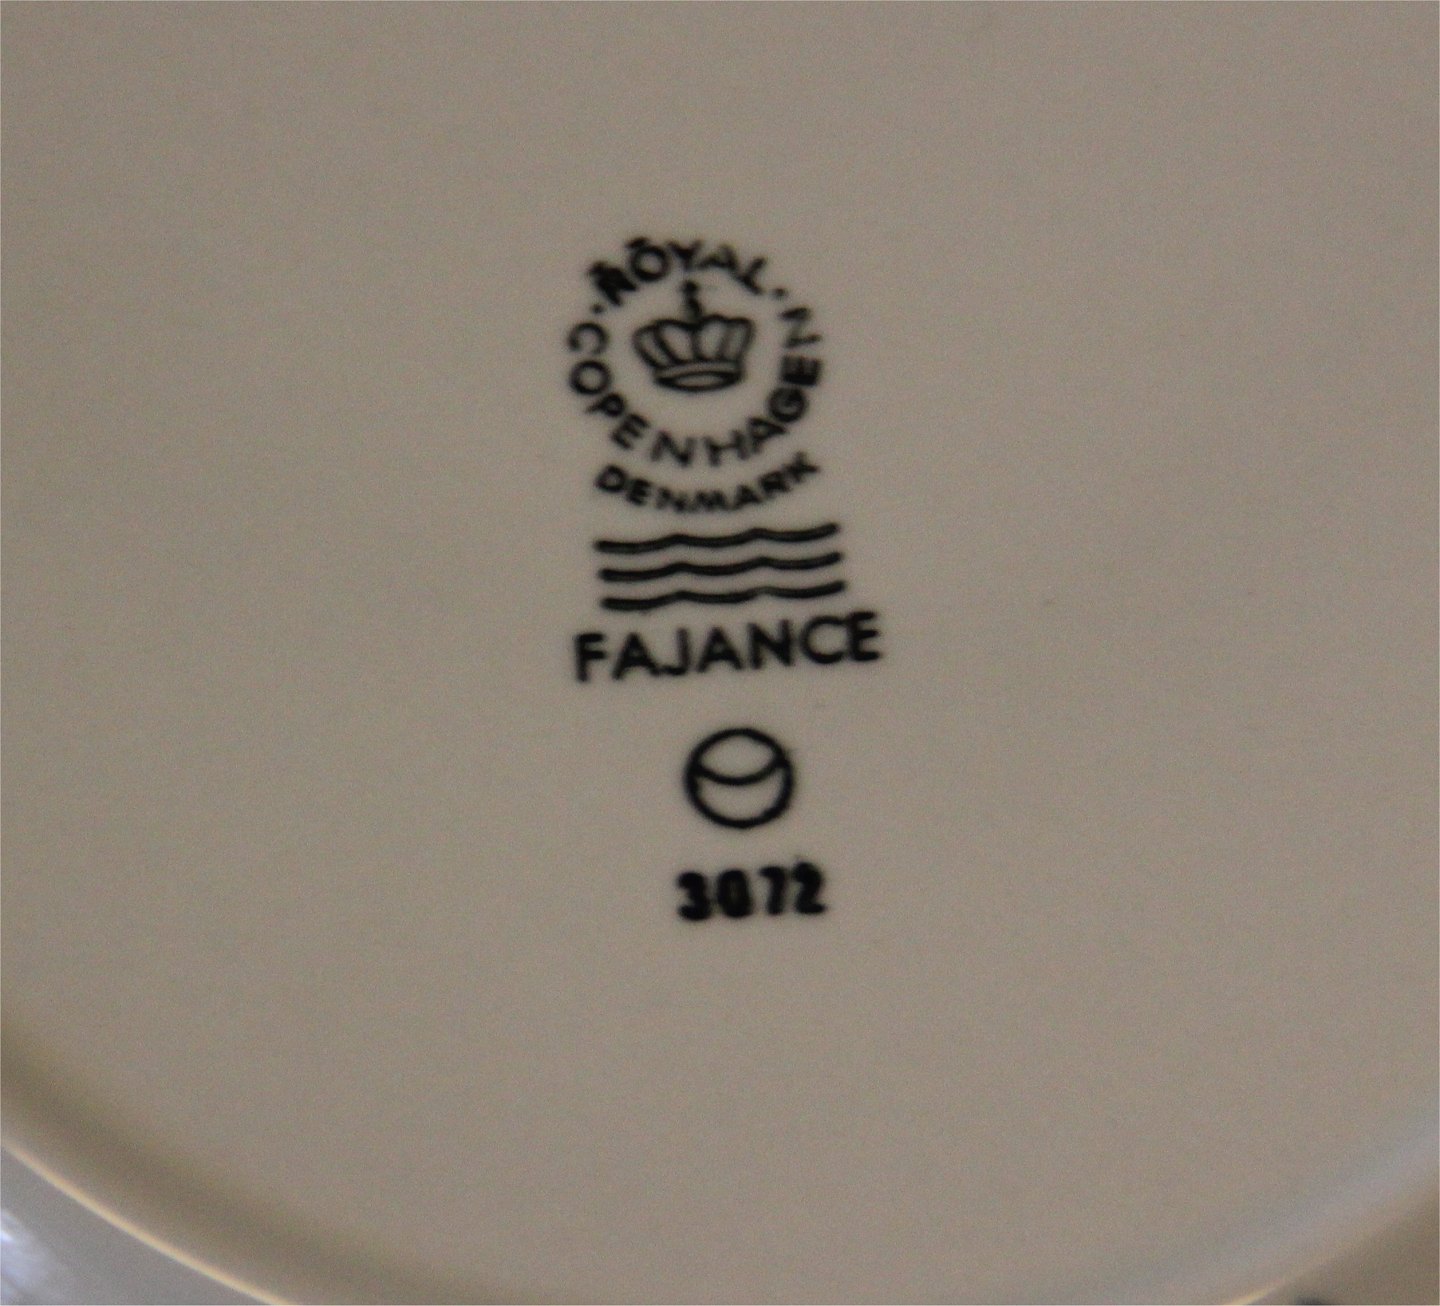 ROYAL
COPENHAGEN
DENMARK
FAJANCE
3072